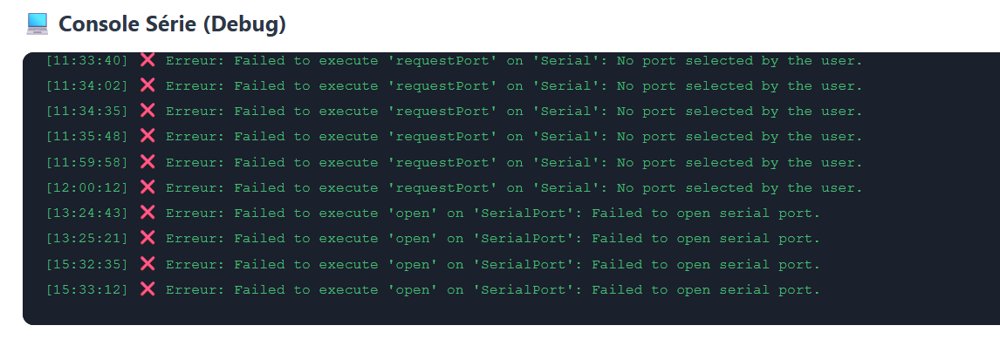 💻 Console Série (Debug)
[11:33:40] ❌ Erreur: Failed to execute 'requestPort' on 'Serial': No port selected by the user.
[11:34:02] ❌ Erreur: Failed to execute 'requestPort' on 'Serial': No port selected by the user.
[11:34:35] ❌ Erreur: Failed to execute 'requestPort' on 'Serial': No port selected by the user.
[11:35:48] ❌ Erreur: Failed to execute 'requestPort' on 'Serial': No port selected by the user.
[11:59:58] ❌ Erreur: Failed to execute 'requestPort' on 'Serial': No port selected by the user.
[12:00:12] ❌ Erreur: Failed to execute 'requestPort' on 'Serial': No port selected by the user.
[13:24:43] ❌ Erreur: Failed to execute 'open' on 'SerialPort': Failed to open serial port.
[13:25:21] ❌ Erreur: Failed to execute 'open' on 'SerialPort': Failed to open serial port.
[15:32:35] ❌ Erreur: Failed to execute 'open' on 'SerialPort': Failed to open serial port.
[15:33:12] ❌ Erreur: Failed to execute 'open' on 'SerialPort': Failed to open serial port.